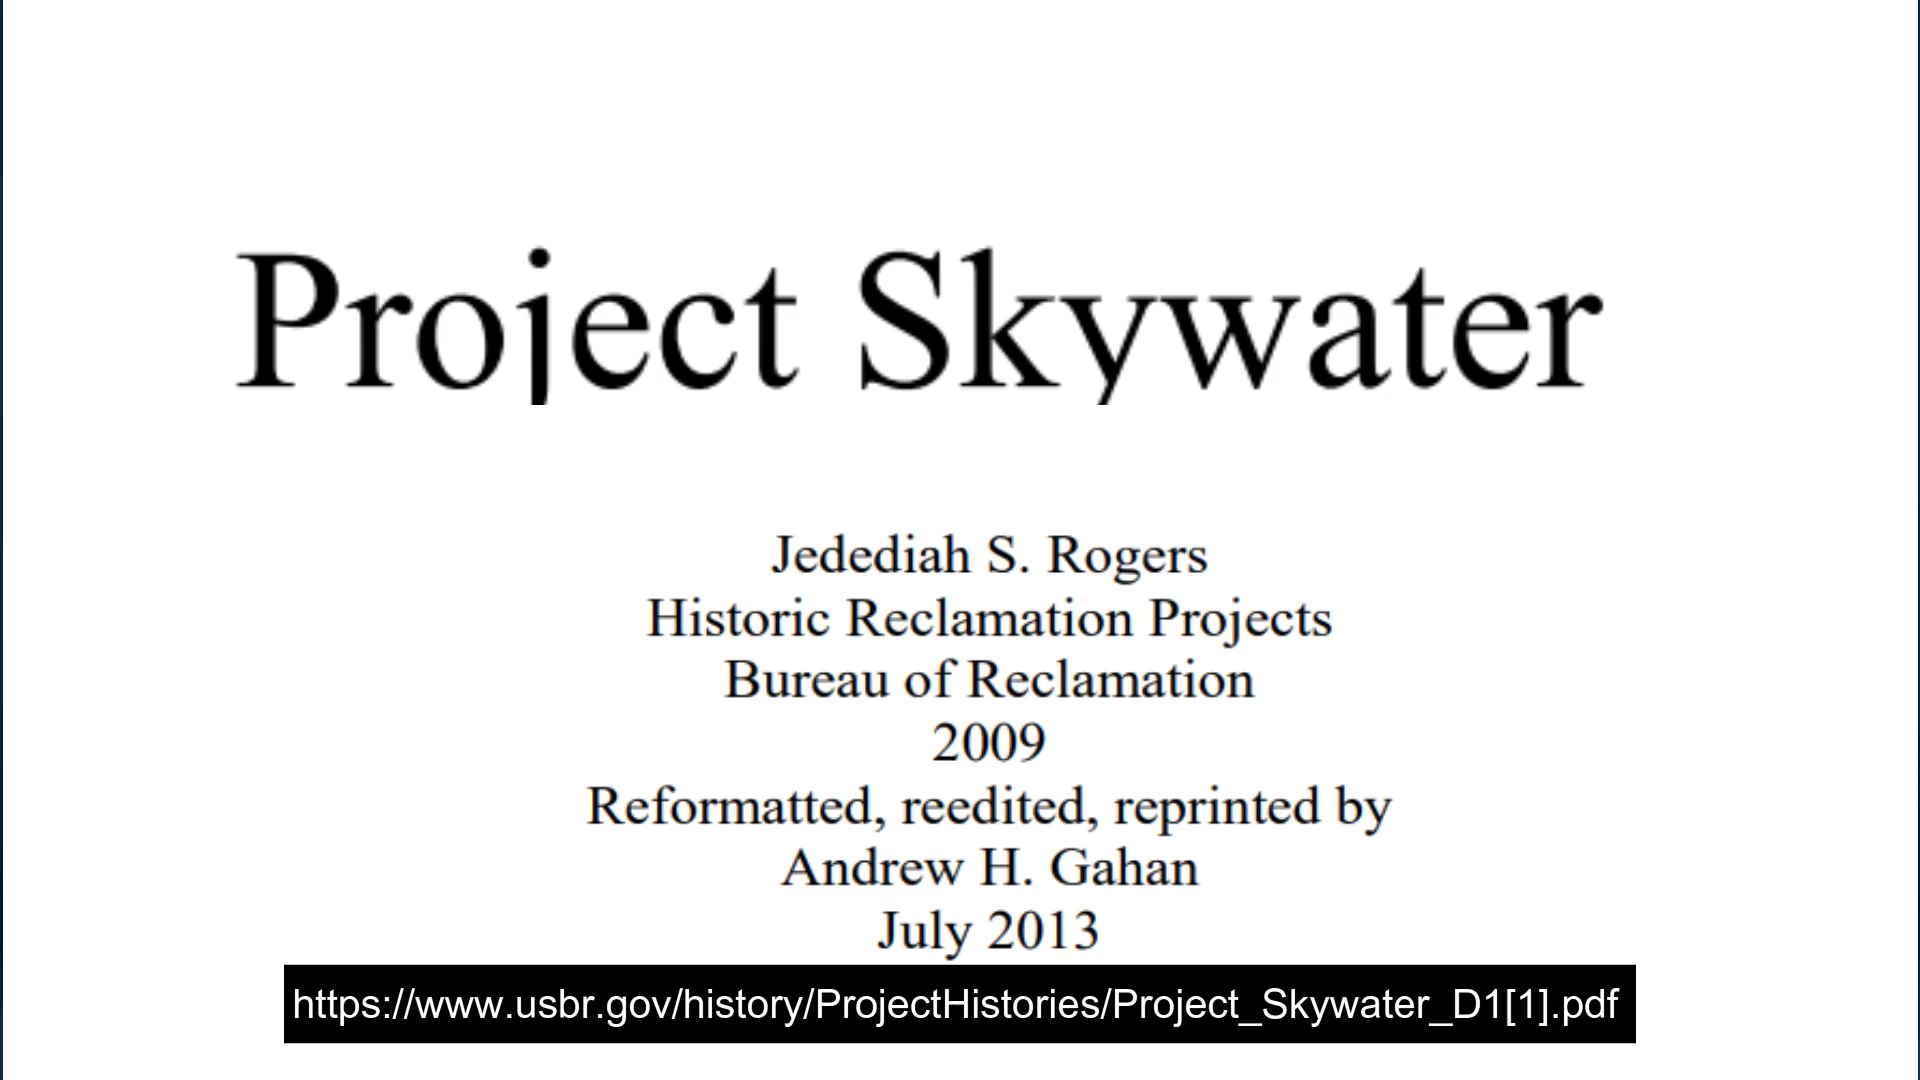 Project Skywater
Jedediah S. Rogers
Historic Reclamation Projects
Bureau of Reclamation
2009
Reformatted, reedited, reprinted by
Andrew H. Gahan
July 2013
https://www.usbr.gov/history/ProjectHistories/Project_Skywater_D1[1].pdf